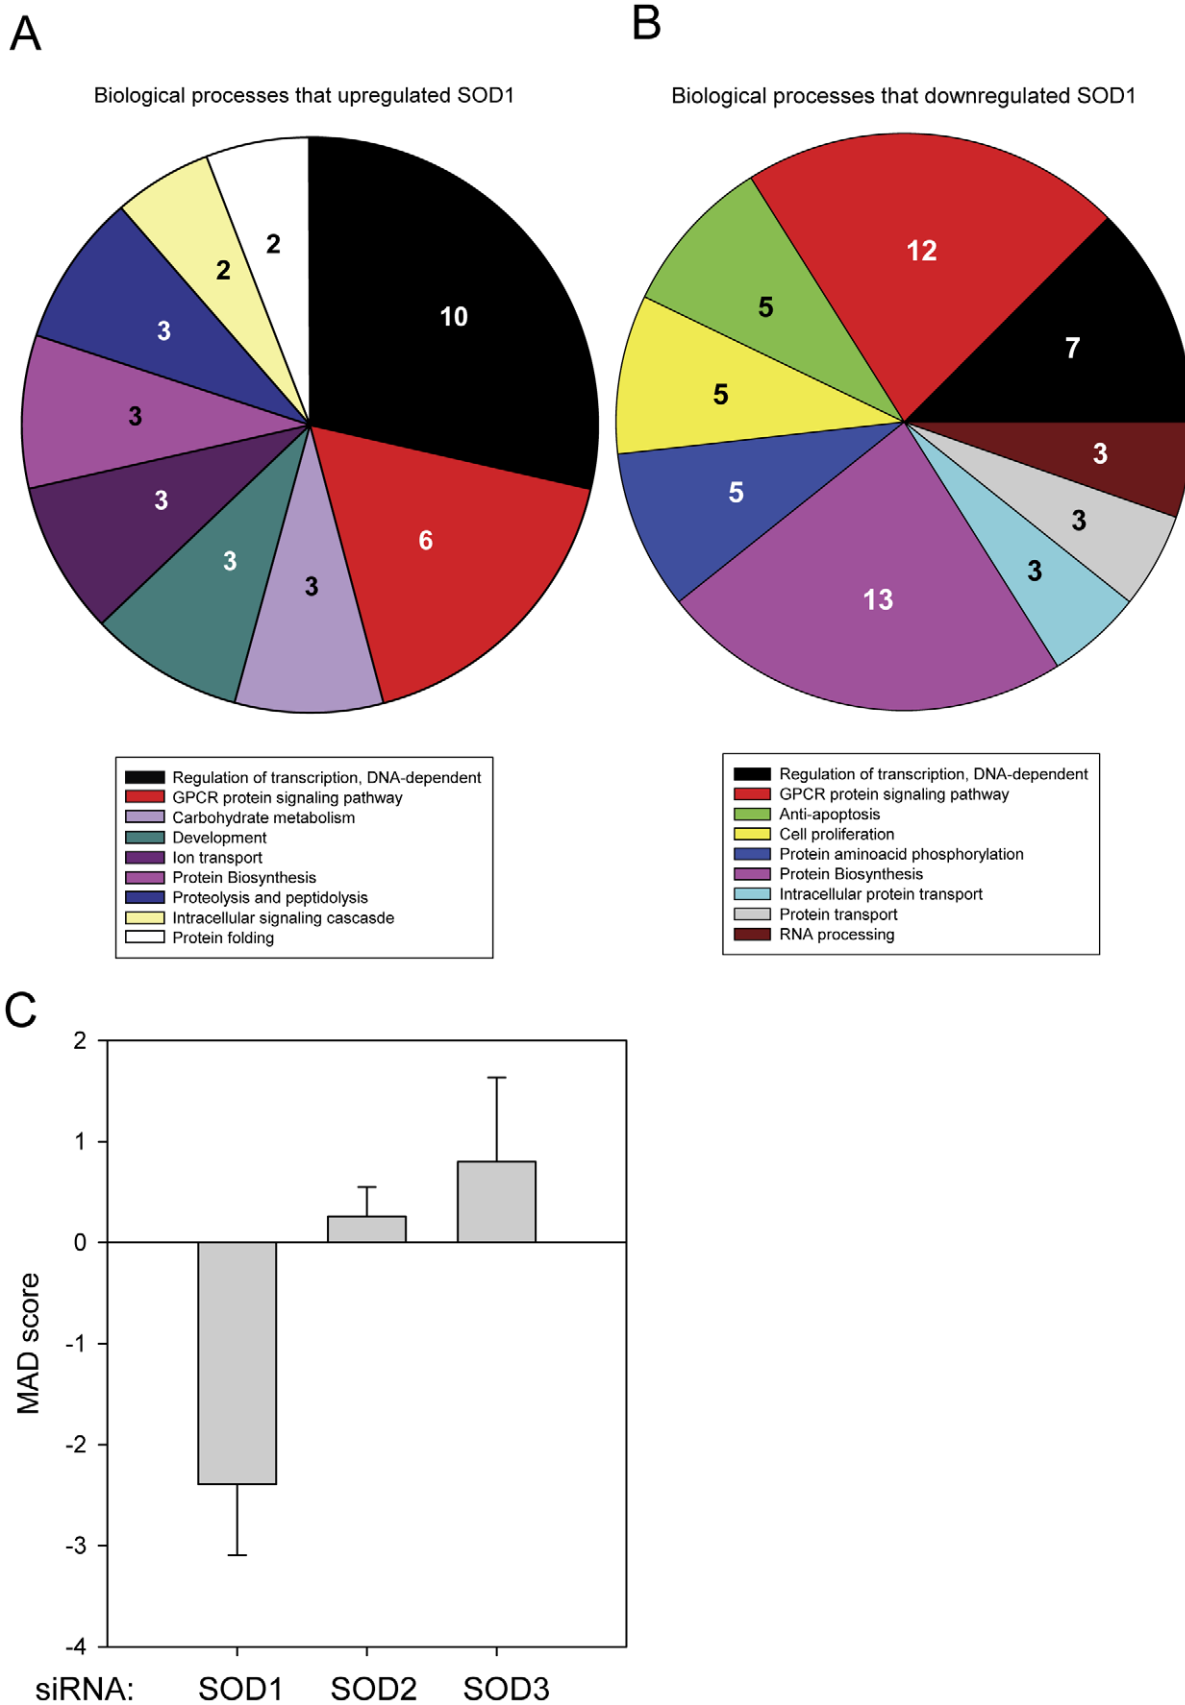 A
Biological processes that upregulated SOD1
10
6
3
3
3
3
3
2
2
Regulation of transcription, DNA-dependent
GPCR protein signaling pathway
Carbohydrate metabolism
Development
Ion transport
Protein Biosynthesis
Proteolysis and peptidolysis
Intracellular signaling cascasde
Protein folding
B
Biological processes that downregulated SOD1
12
7
5
5
5
13
3
3
3
Regulation of transcription, DNA-dependent
GPCR protein signaling pathway
Anti-apoptosis
Cell proliferation
Protein aminoacid phosphorylation
Protein Biosynthesis
Intracellular protein transport
Protein transport
RNA processing
C
MAD score
2
1
0
-1
-2
-3
-4
siRNA: SOD1 SOD2 SOD3